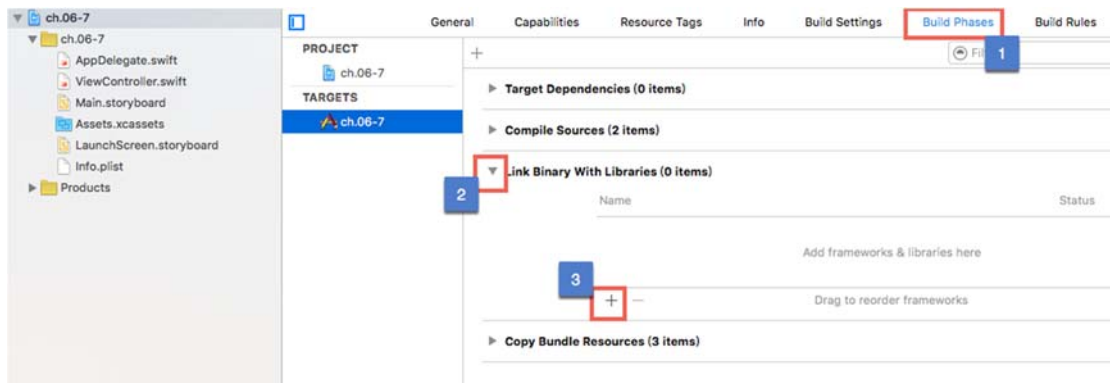 ch.06-7
ch.06-7
AppDelegate.swift
ViewController.swift
Main.storyboard
Assets.xcassets
LaunchScreen.storyboard
Info.plist
Products
General Capabilities Resource Tags Info Build Settings Build Phases Build Rules
1
PROJECT
ch.06-7
TARGETS
ch.06-7
Target Dependencies (0 items)
Compile Sources (2 items)
Link Binary With Libraries (0 items)
2
Name Status
Add frameworks & libraries here
3
+ − Drag to reorder frameworks
Copy Bundle Resources (3 items)